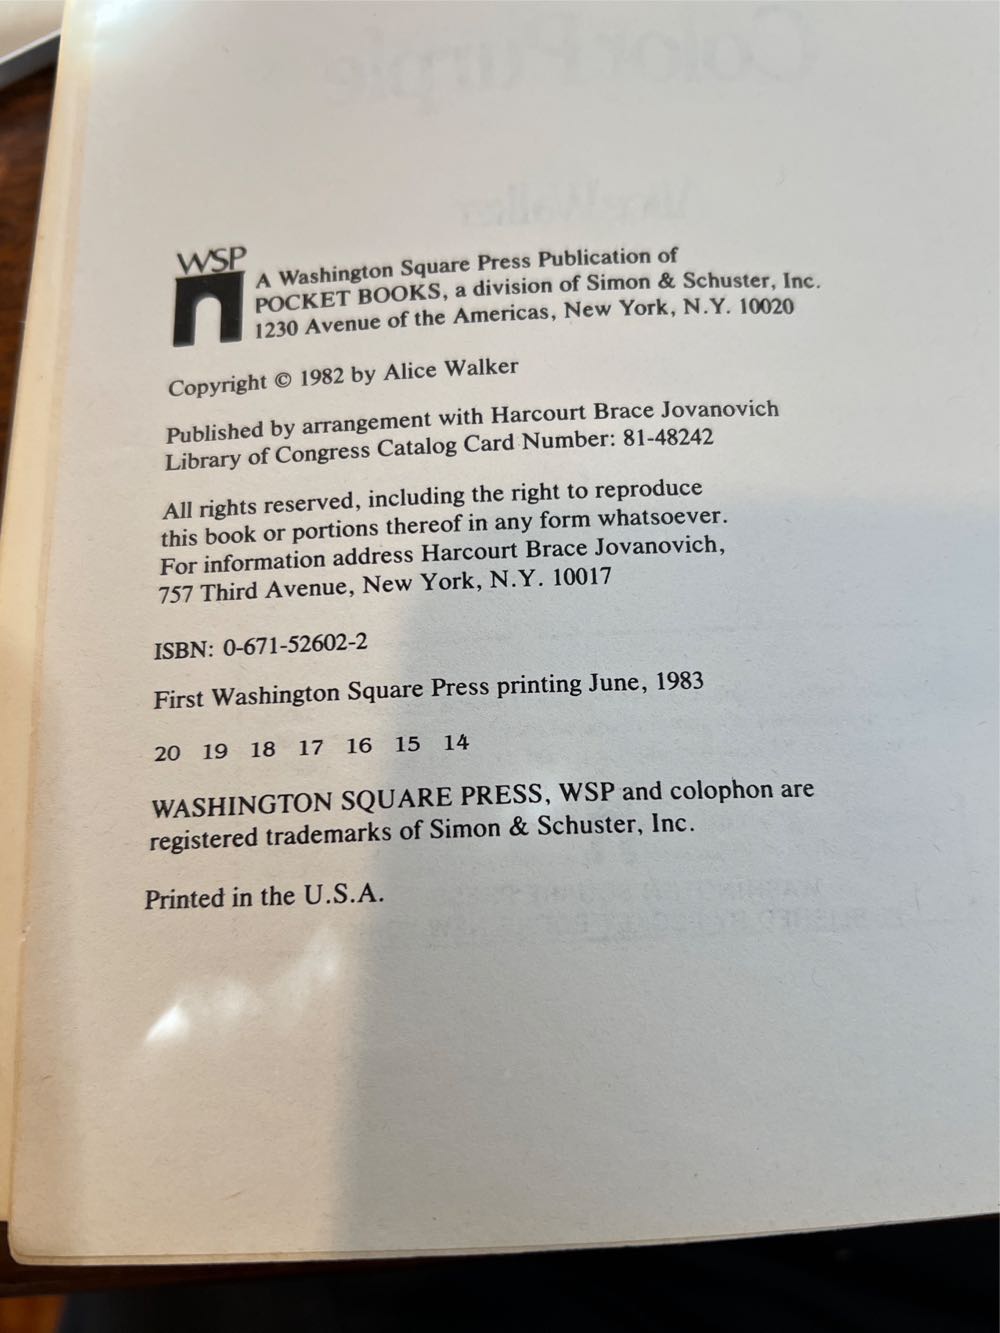 Color Purple
Alice Walker
WSP
A Washington Square Press Publication of
POCKET BOOKS, a division of Simon & Schuster, Inc.
1230 Avenue of the Americas, New York, N.Y. 10020
Copyright © 1982 by Alice Walker
Published by arrangement with Harcourt Brace Jovanovich
Library of Congress Catalog Card Number: 81-48242
All rights reserved, including the right to reproduce
this book or portions thereof in any form whatsoever.
For information address Harcourt Brace Jovanovich,
757 Third Avenue, New York, N.Y. 10017
ISBN: 0-671-52602-2
First Washington Square Press printing June, 1983
20 19 18 17 16 15 14
WASHINGTON SQUARE PRESS, WSP and colophon are
registered trademarks of Simon & Schuster, Inc.
Printed in the U.S.A.